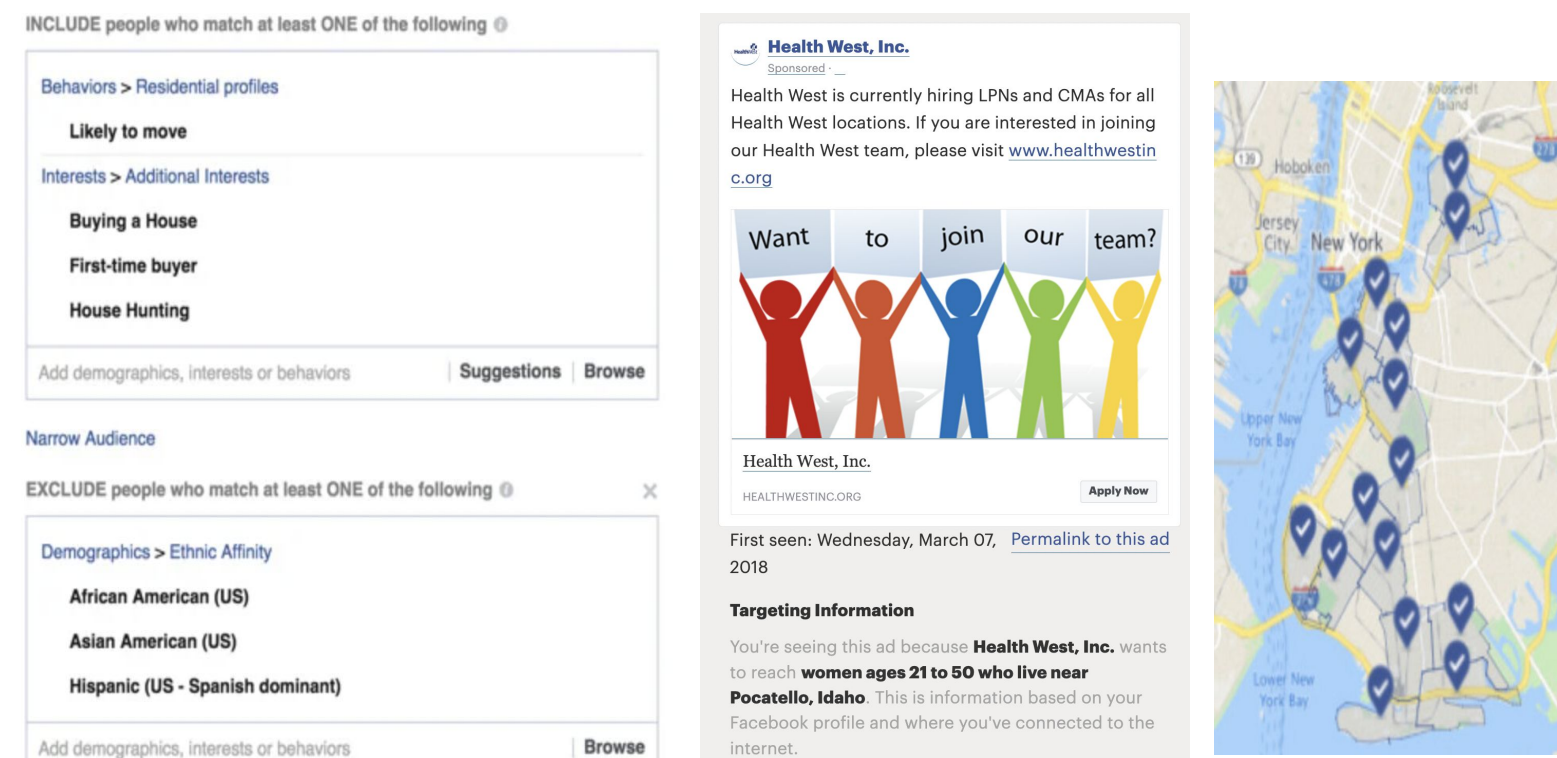 INCLUDE people who match at least ONE of the following
Behaviors > Residential profiles
Likely to move
Interests > Additional Interests
Buying a House
First-time buyer
House Hunting
Add demographics, interests or behaviors
Suggestions
Browse
Narrow Audience
EXCLUDE people who match at least ONE of the following
Demographics > Ethnic Affinity
African American (US)
Asian American (US)
Hispanic (US - Spanish dominant)
Add demographics, interests or behaviors
Browse
Health West, Inc.
Sponsored ·
Health West is currently hiring LPNs and CMAs for all
Health West locations. If you are interested in joining
our Health West team, please visit www.healthwestin
c.org
Want to join our team?
Health West, Inc.
HEALTHWESTINC.ORG
Apply Now
First seen: Wednesday, March 07,
2018
Permalink to this ad
Targeting Information
You're seeing this ad because Health West, Inc. wants
to reach women ages 21 to 50 who live near
Pocatello, Idaho. This is information based on your
Facebook profile and where you've connected to the
internet.
Roosevelt
Island
139
Hoboken
278
Jersey
City
New York
78
478
Upper New
York Bay
Lower New
York Bay